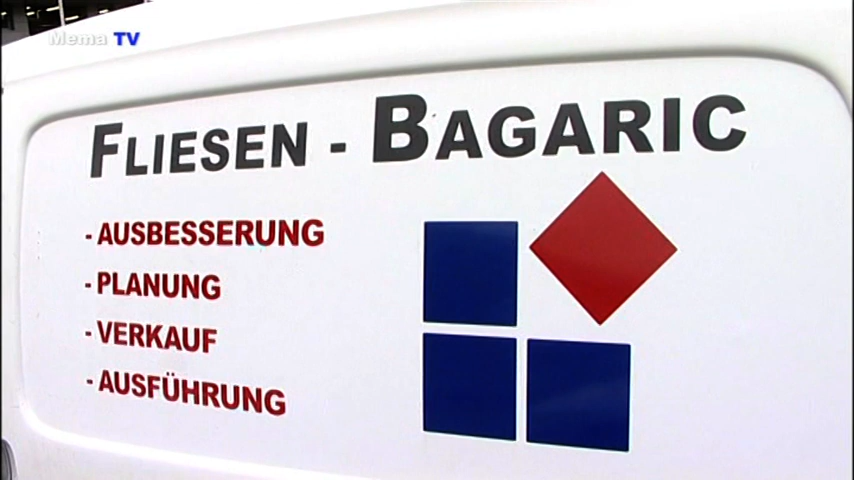 Mema TV
FLIESEN - BAGARIC
- AUSBESSERUNG
- PLANUNG
- VERKAUF
- AUSFÜHRUNG